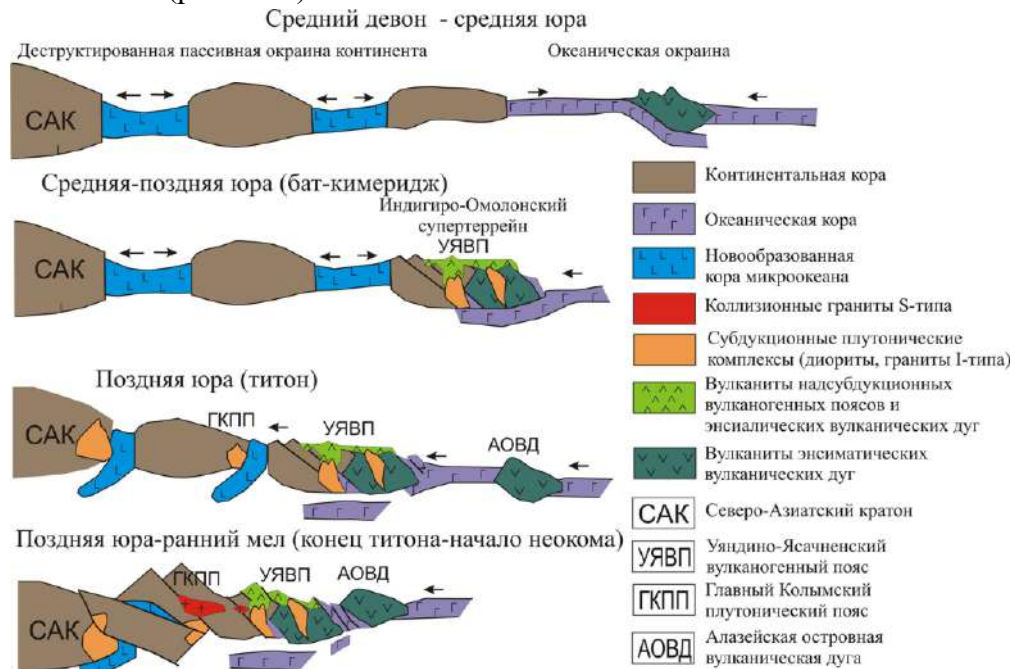 Средний девон - средняя юра
Деструктированная пассивная окраина континента
Океаническая окраина
САК
Средняя-поздняя юра (бат-кимеридж)
Индигиро-Омолонский
супертеррейн
УЯВП
САК
Поздняя юра (титон)
ГКПП
УЯВП
АОВД
САК
Поздняя юра-ранний мел (конец титона-начало неокома)
ГКПП
УЯВП
АОВД
САК
Континентальная кора
Океаническая кора
Новообразованная
кора микроокеана
Коллизионные граниты S-типа
Субдукционные плутонические
комплексы (диориты, граниты I-типа)
Вулканиты надсубдукционных
вулканогенных поясов и
энсиалических вулканических дуг
Вулканиты энсиматических
вулканических дуг
САК Северо-Азиатский кратон
УЯВП Уяндино-Ясачненский
вулканогенный пояс
ГКПП Главный Колымский
плутонический пояс
АОВД Алазейская островная
вулканическая дуга